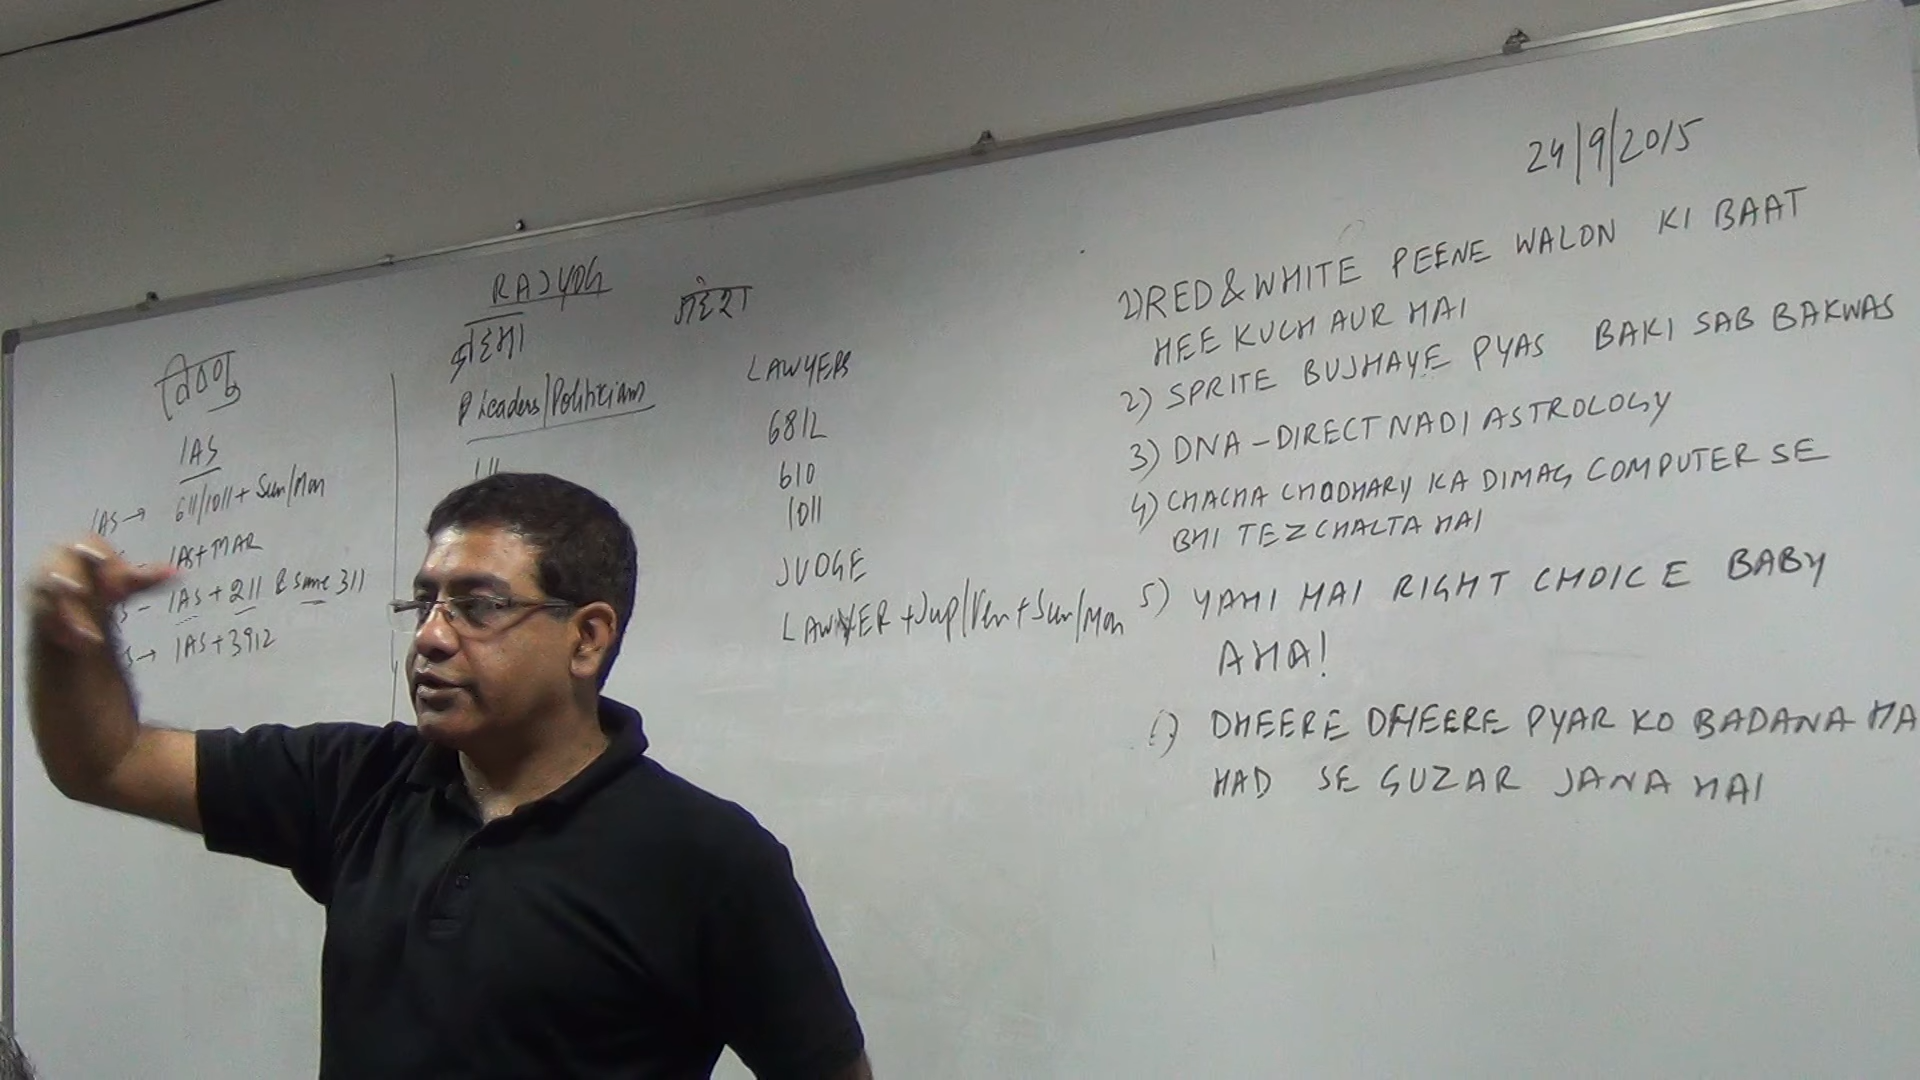 24/9/2015
RAJYOG
विष्णु
IAS
IAS → 611/1011 + Sun/Mon
- IAS + MAR
S - IAS + 211 & some 311
S → IAS + 3912
ब्रह्मा
Leaders/Politicians
महेश
LAWYERS
6812
610
1011
JUDGE
LAWYER + Jup/Ven + Sun/Mon
1) RED & WHITE PEENE WALON KI BAAT
HEE KUCH AUR HAI
2) SPRITE BUJHAYE PYAS BAKI SAB BAKWAS
3) DNA - DIRECT NADI ASTROLOGY
4) CHACHA CHODHARY KA DIMAG COMPUTER SE
BHI TEZ CHALTA HAI
5) YAHI HAI RIGHT CHOICE BABY
AHA!
6) DHEERE DHEERE PYAR KO BADANA HA
HAD SE GUZAR JANA HAI